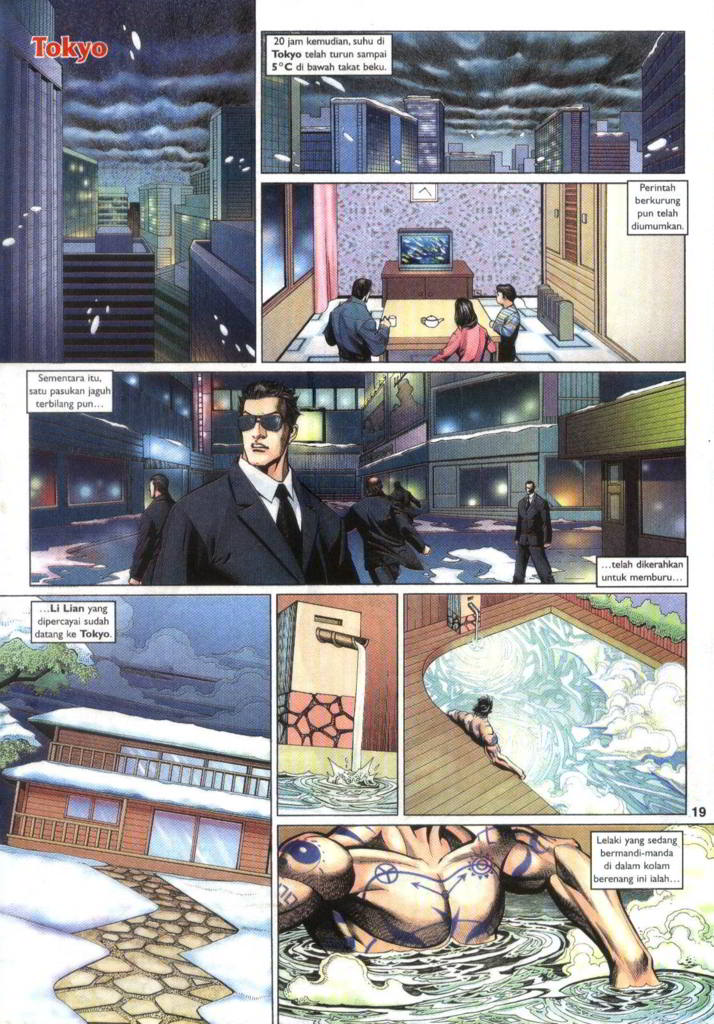 Tokyo
20 jam kemudian, suhu di
Tokyo telah turun sampai
5°C di bawah takat beku.
Perintah
berkurung
pun telah
diumumkan.
Sementara itu,
satu pasukan jaguh
terbilang pun...
...telah dikerahkan
untuk memburu...
...Li Lian yang
dipercayai sudah
datang ke Tokyo.
19
Lelaki yang sedang
bermandi-manda
di dalam kolam
berenang ini ialah...